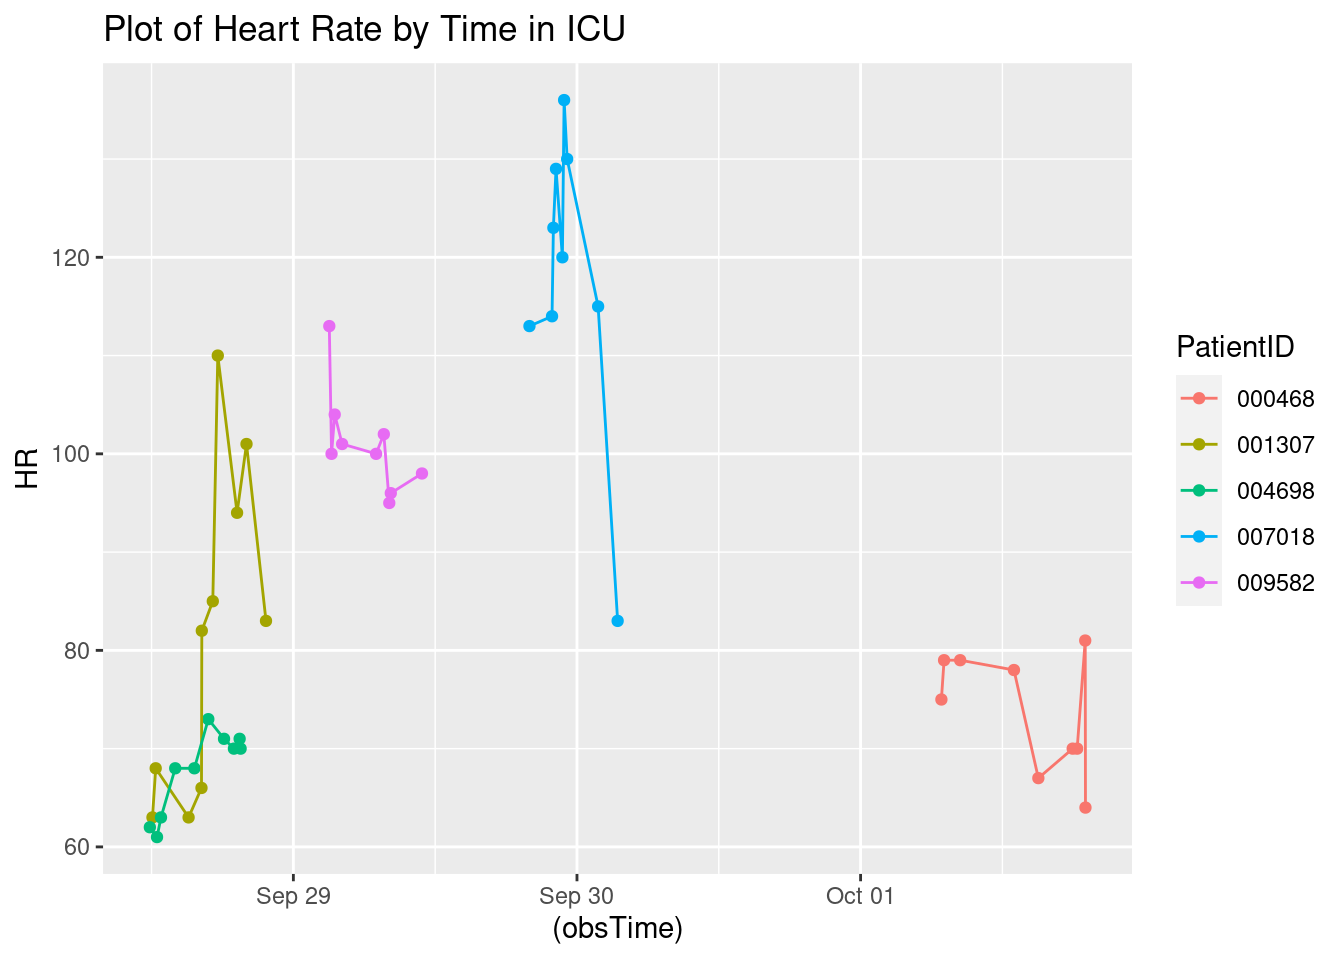 Plot of Heart Rate by Time in ICU
HR
120
100
80
60
Sep 29
Sep 30
Oct 01
(obsTime)
PatientID
000468
001307
004698
007018
009582